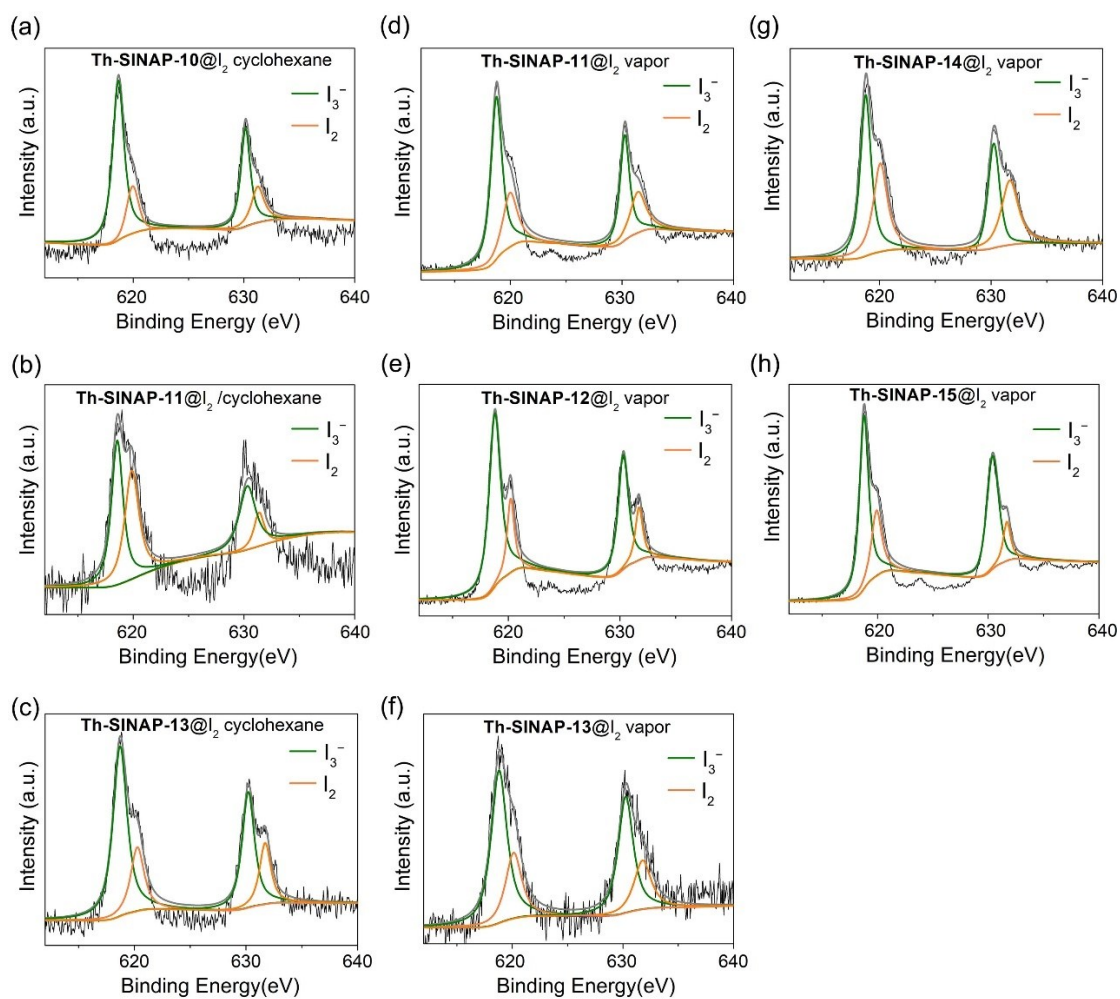 (a)
Th-SINAP-10@I₂ cyclohexane
I₃⁻
I₂
Intensity (a.u.)
620 630 640
Binding Energy (eV)
(d)
Th-SINAP-11@I₂ vapor
I₃⁻
I₂
Intensity (a.u.)
620 630 640
Binding Energy (eV)
(g)
Th-SINAP-14@I₂ vapor
I₃⁻
I₂
Intensity (a.u.)
620 630 640
Binding Energy(eV)
(b)
Th-SINAP-11@I₂ /cyclohexane
I₃⁻
I₂
Intensity (a.u.)
620 630 640
Binding Energy(eV)
(e)
Th-SINAP-12@I₂ vapor
I₃⁻
I₂
Intensity (a.u.)
620 630 640
Binding Energy(eV)
(h)
Th-SINAP-15@I₂ vapor
I₃⁻
I₂
Intensity (a.u.)
620 630 640
Binding Energy(eV)
(c)
Th-SINAP-13@I₂ cyclohexane
I₃⁻
I₂
Intensity (a.u.)
620 630 640
Binding Energy(eV)
(f)
Th-SINAP-13@I₂ vapor
I₃⁻
I₂
Intensity (a.u.)
620 630 640
Binding Energy(eV)